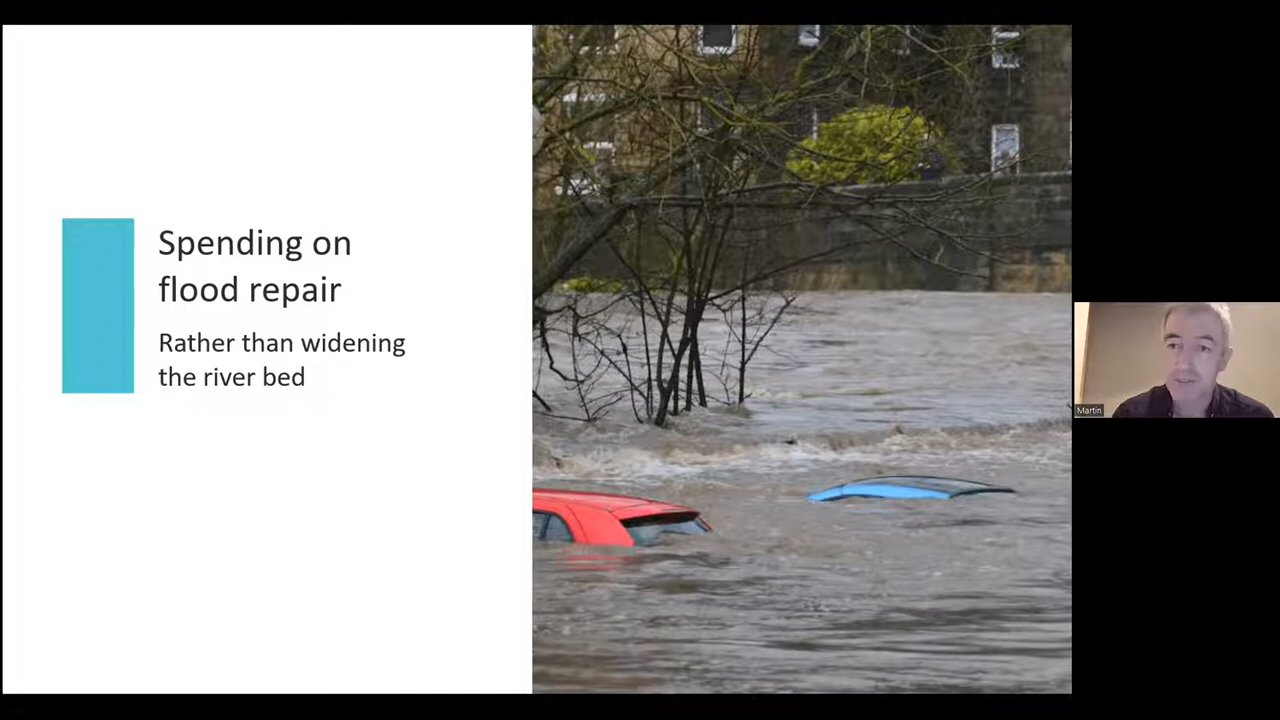 Spending on
flood repair
Rather than widening
the river bed
Martin